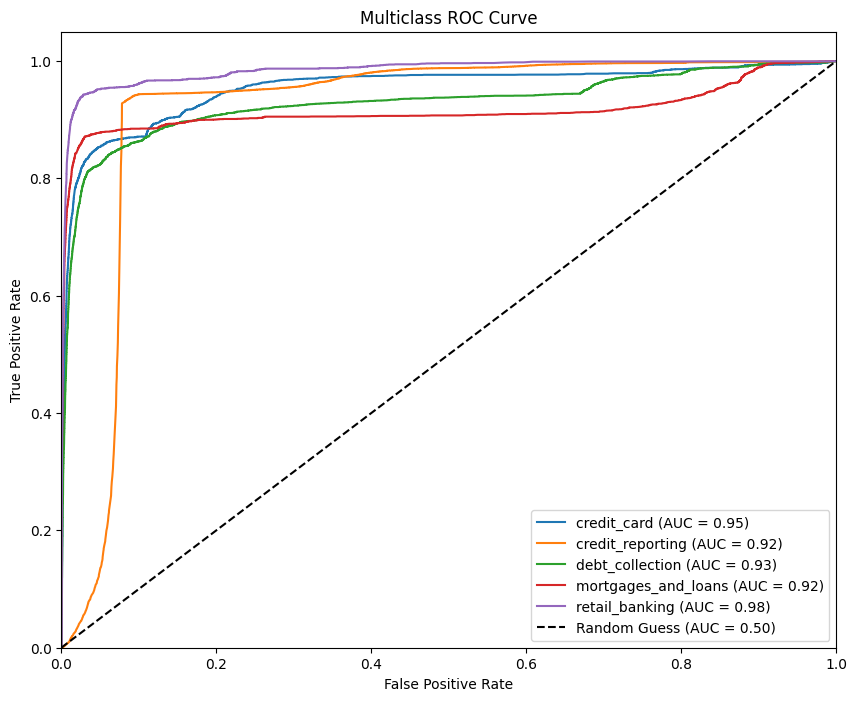 Multiclass ROC Curve
True Positive Rate
1.0
0.8
0.6
0.4
0.2
0.0
0.0 0.2 0.4 0.6 0.8 1.0
False Positive Rate
credit_card (AUC = 0.95)
credit_reporting (AUC = 0.92)
debt_collection (AUC = 0.93)
mortgages_and_loans (AUC = 0.92)
retail_banking (AUC = 0.98)
Random Guess (AUC = 0.50)